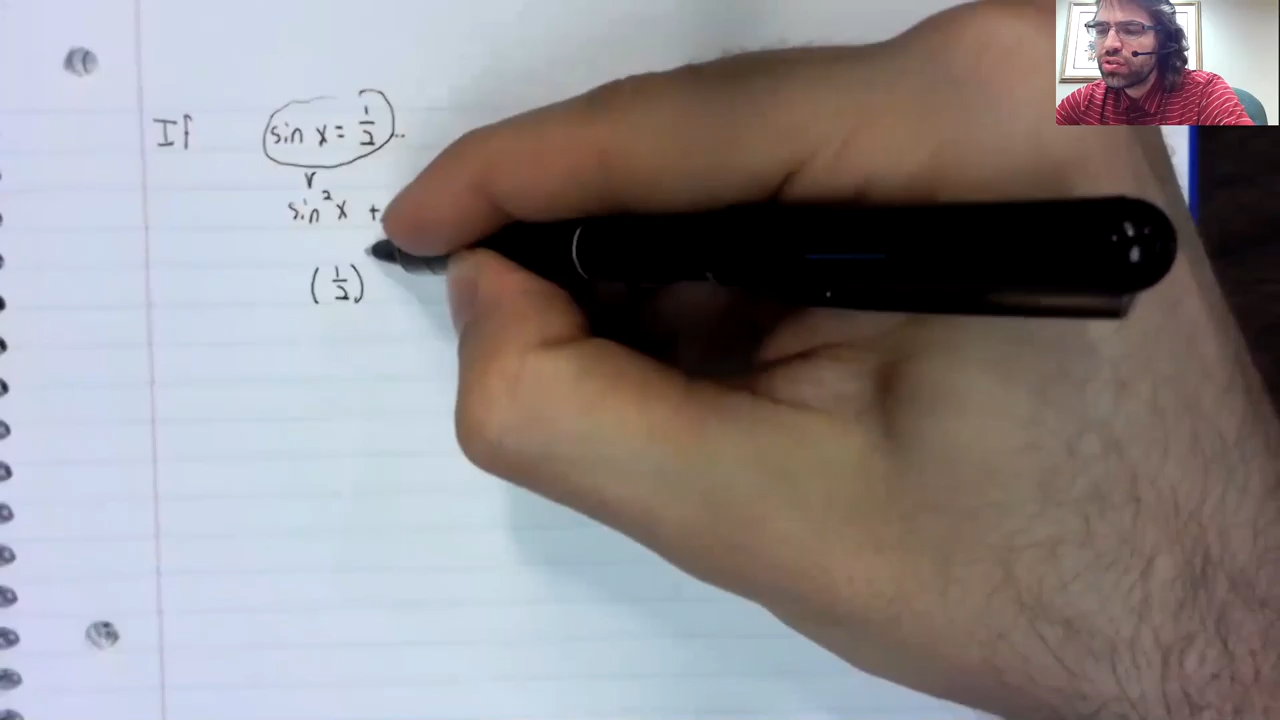 If sin x = 1/2 ..
sin²x +
(1/2)